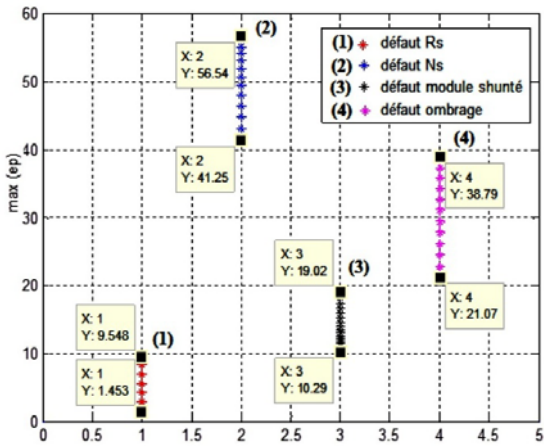 60
50
40
30
20
10
0
max (ep)
0
0.5
1
1.5
2
2.5
3
3.5
4
4.5
5
(1) défaut Rs
(2) défaut Ns
(3) défaut module shunté
(4) défaut ombrage
(2)
X: 2
Y: 56.54
X: 2
Y: 41.25
(4)
X: 4
Y: 38.79
X: 4
Y: 21.07
(3)
X: 3
Y: 19.02
X: 3
Y: 10.29
(1)
X: 1
Y: 9.548
X: 1
Y: 1.453